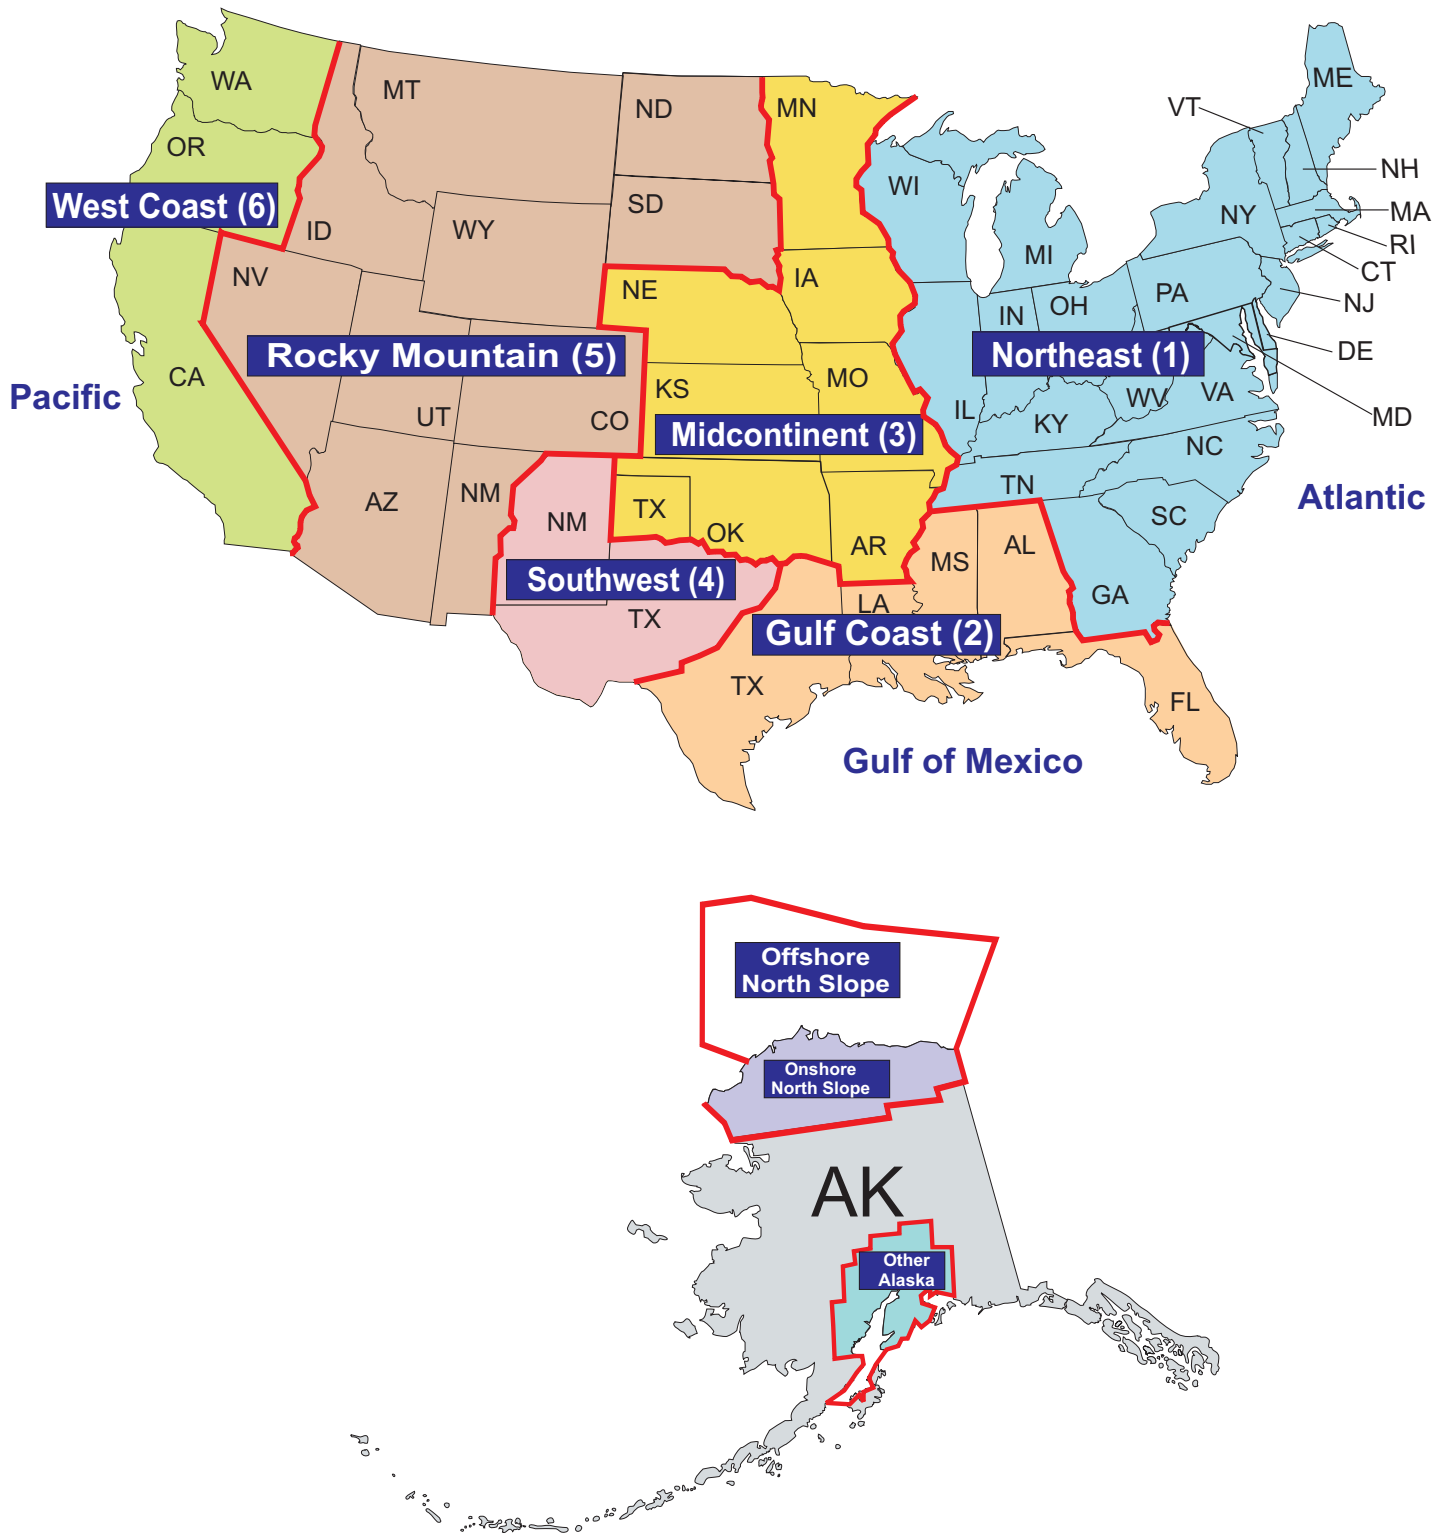 WA
MT
ND
MN
ME
VT
OR
WI
NH
SD
MA
West Coast (6)
ID
WY
NY
RI
MI
CT
NV
NE
IA
PA
NJ
IN
OH
Rocky Mountain (5)
Northeast (1)
DE
CA
KS
MO
Pacific
UT
CO
IL
KY
WV
VA
MD
Midcontinent (3)
NC
AZ
NM
TN
Atlantic
NM
TX
OK
AR
SC
MS
AL
Southwest (4)
GA
LA
TX
Gulf Coast (2)
TX
FL
Gulf of Mexico
Offshore
North Slope
Onshore
North Slope
AK
Other
Alaska